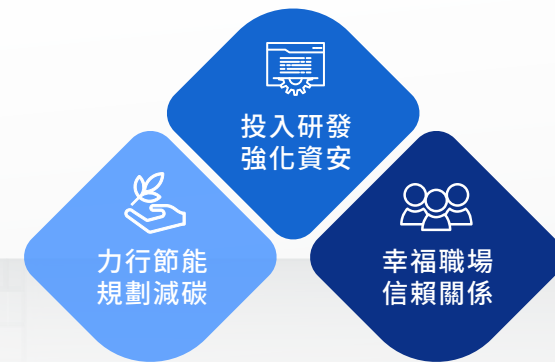 投入研發
強化資安
力行節能
規劃減碳
幸福職場
信賴關係